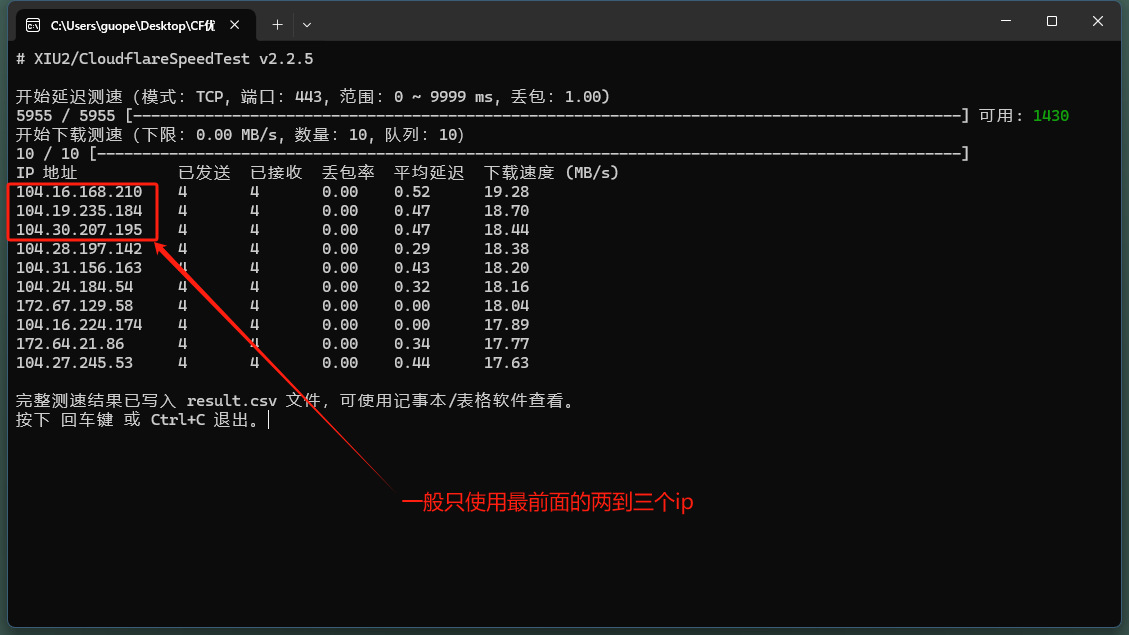 C:\Users\guope\Desktop\CF优
# XIU2/CloudflareSpeedTest v2.2.5
开始延迟测速（模式：TCP, 端口：443, 范围：0 ~ 9999 ms, 丢包：1.00)
5955 / 5955 [-----------------------------------------------------------------------------------------] 可用: 1430
开始下载测速（下限：0.00 MB/s, 数量：10, 队列：10)
10 / 10 [-----------------------------------------------------------------------------------------]
IP 地址 已发送 已接收 丢包率 平均延迟 下载速度 (MB/s)
104.16.168.210 4 4 0.00 0.52 19.28
104.19.235.184 4 4 0.00 0.47 18.70
104.30.207.195 4 4 0.00 0.47 18.44
104.28.197.142 4 4 0.00 0.29 18.38
104.31.156.163 4 4 0.00 0.43 18.20
104.24.184.54 4 4 0.00 0.32 18.16
172.67.129.58 4 4 0.00 0.00 18.04
104.16.224.174 4 4 0.00 0.00 17.89
172.64.21.86 4 4 0.00 0.34 17.77
104.27.245.53 4 4 0.00 0.44 17.63
完整测速结果已写入 result.csv 文件，可使用记事本/表格软件查看。
按下 回车键 或 Ctrl+C 退出。
一般只使用最前面的两到三个ip